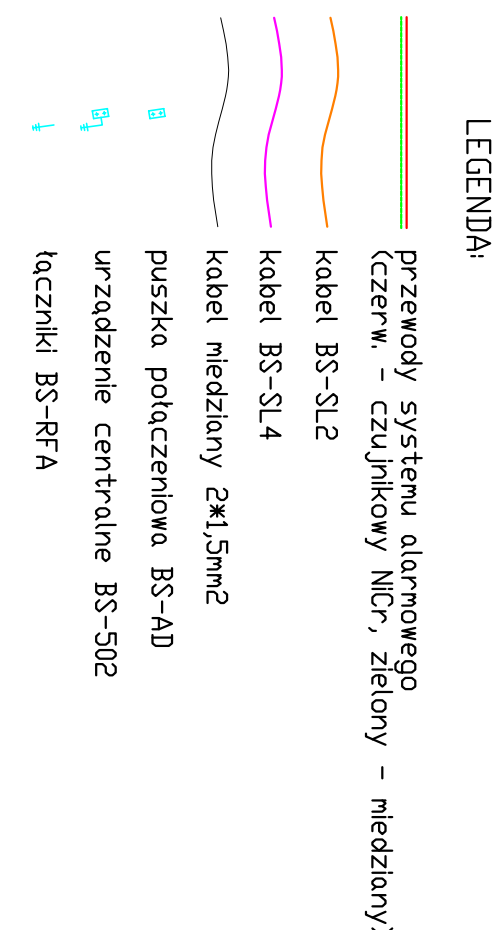 LEGENDA:
przewody systemu alarmowego
(czerw. - czujnikowy NiCr, zielony - miedziany)
kabel BS-SL2
kabel BS-SL4
kabel miedziany 2*1,5mm2
puszka połączeniowa BS-AD
urządzenie centralne BS-502
łączniki BS-RFA